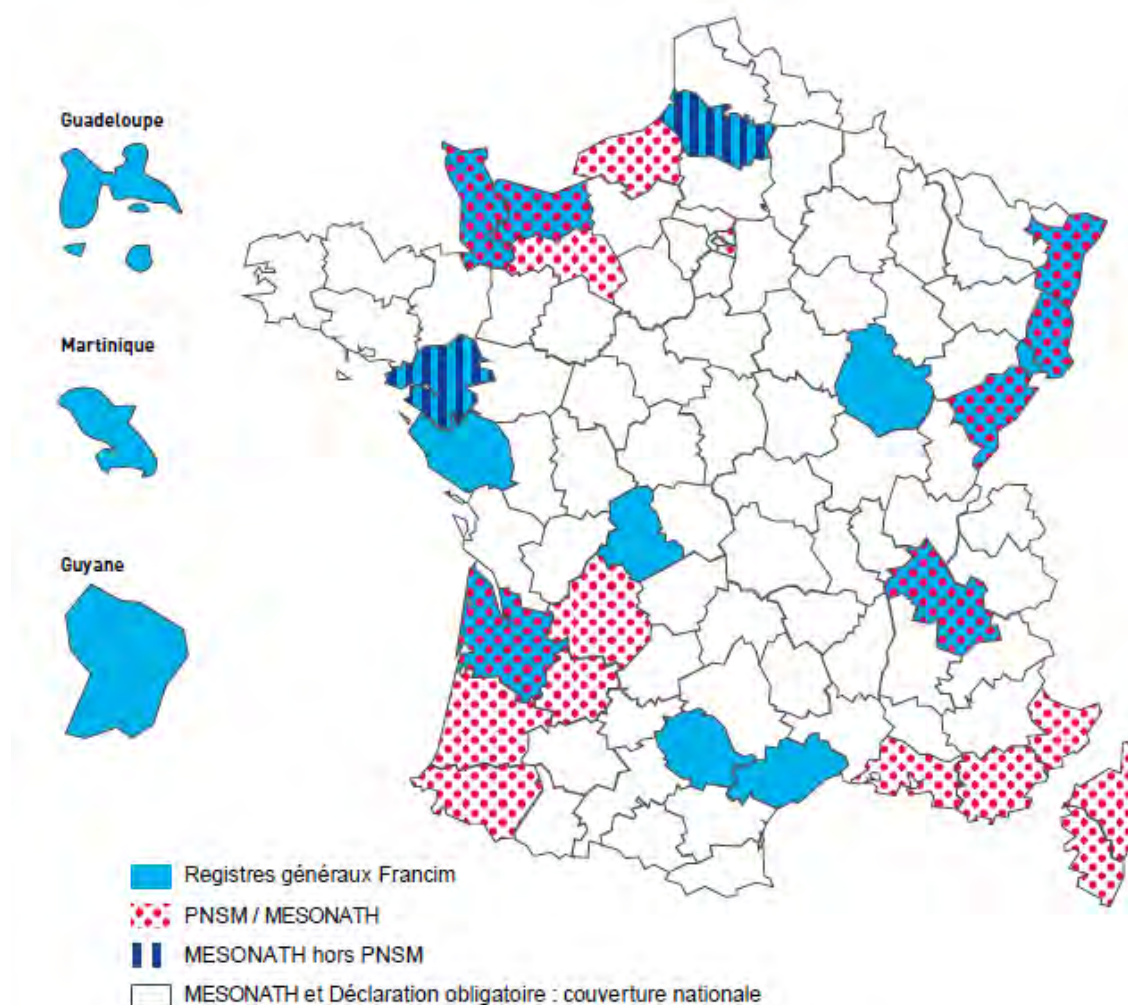 Guadeloupe
Martinique
Guyane
Registres généraux Francim
PNSM / MESONATH
MESONATH hors PNSM
MESONATH et Déclaration obligatoire : couverture nationale